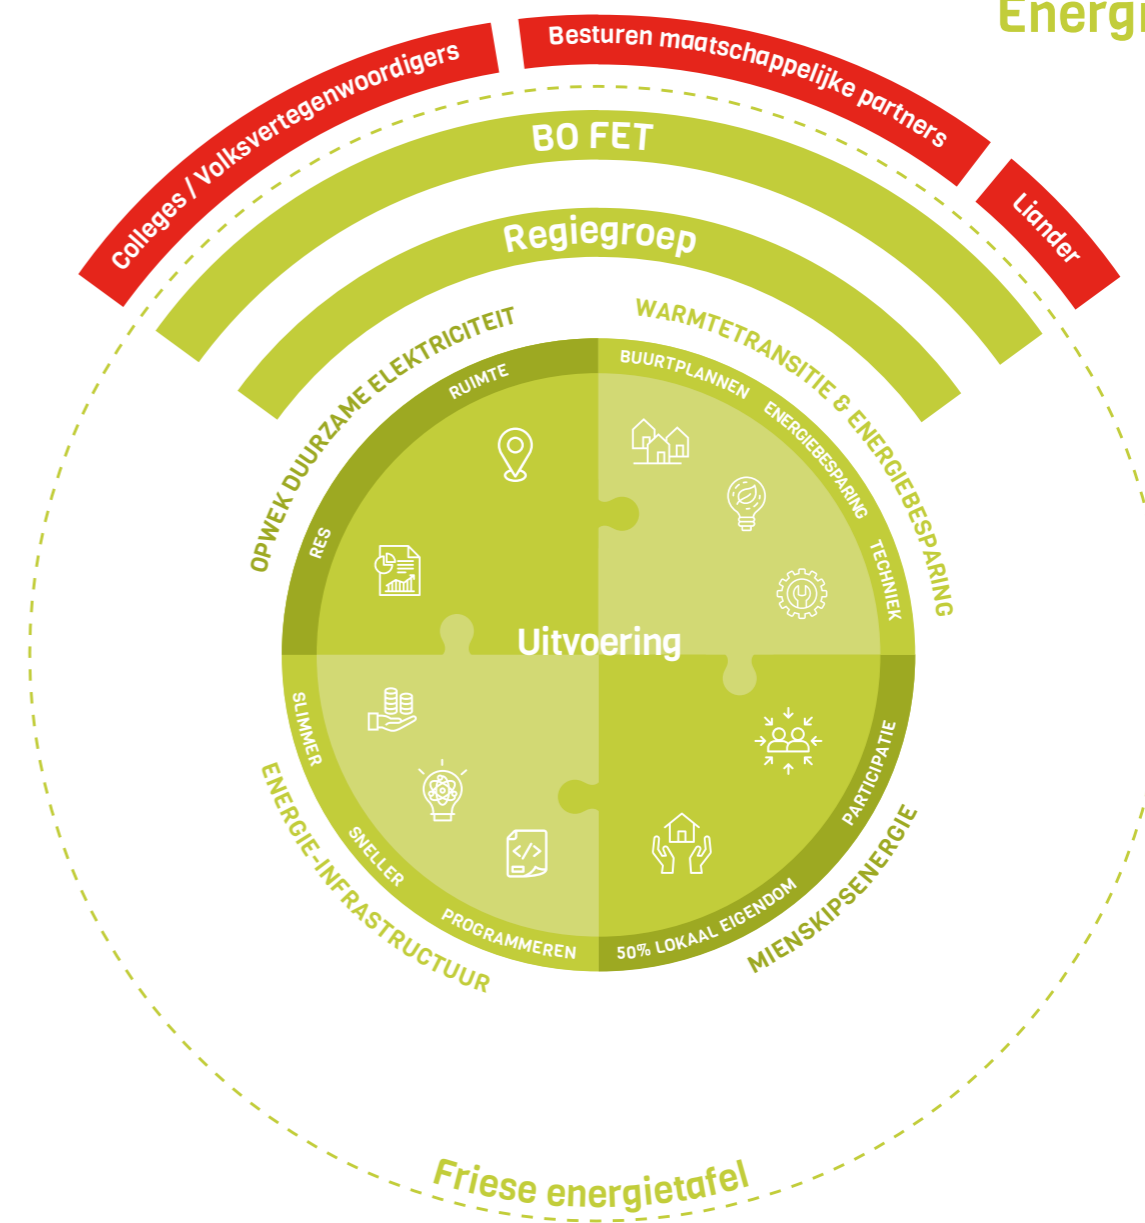 Energi
Colleges / Volksvertegenwoordigers
Besturen maatschappelijke partners
Liander
BO FET
Regiegroep
OPWEK DUURZAME ELEKTRICITEIT
WARMTETRANSITIE & ENERGIEBESPARING
RES
RUIMTE
BUURTPLANNEN
ENERGIEBESPARING
TECHNIEK
Uitvoering
SLIMMER
SNELLER
PROGRAMMEREN
50% LOKAAL EIGENDOM
PARTICIPATIE
ENERGIE-INFRASTRUCTUUR
MIENSKIPSENERGIE
Friese energietafel